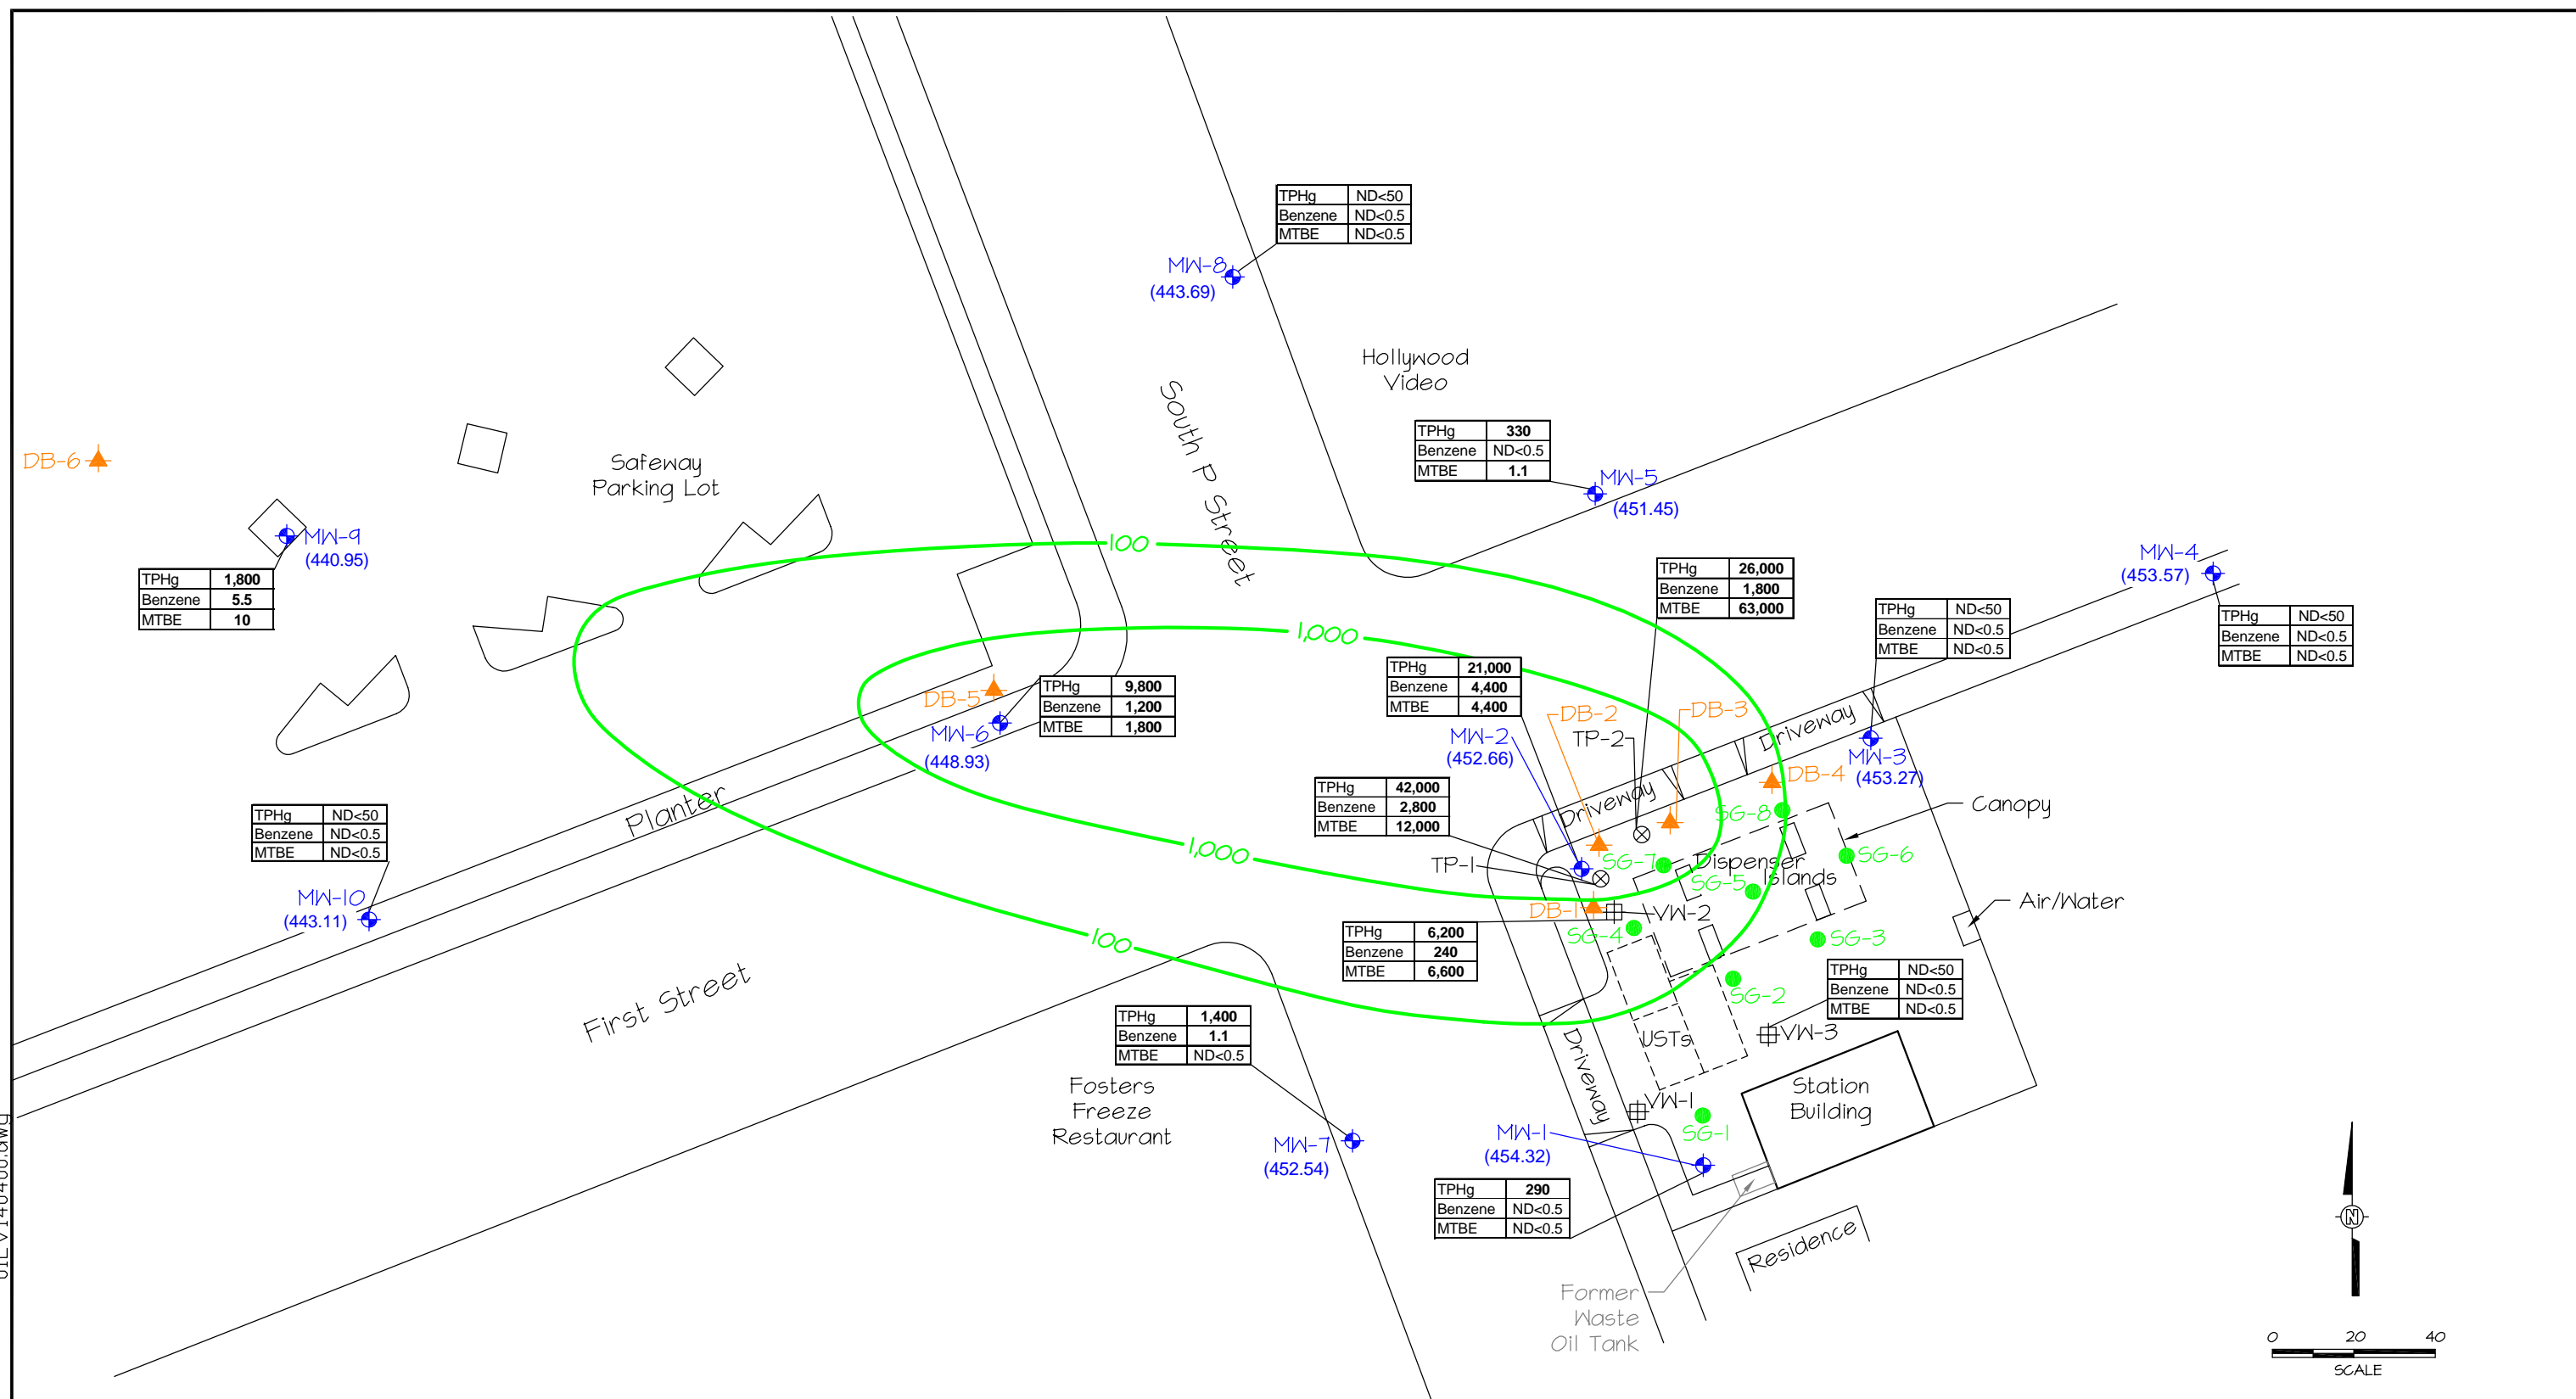 TPHg ND<50
Benzene ND<0.5
MTBE ND<0.5
MW-8
(443.69)
Hollywood
Video
South P Street
TPHg 330
Benzene ND<0.5
MTBE 1.1
MW-5
(451.45)
DB-6
Safeway
Parking Lot
MW-9
(440.95)
TPHg 1,800
Benzene 5.5
MTBE 10
100
1,000
TPHg 26,000
Benzene 1,800
MTBE 63,000
MW-4
(453.57)
TPHg ND<50
Benzene ND<0.5
MTBE ND<0.5
TPHg ND<50
Benzene ND<0.5
MTBE ND<0.5
TPHg 21,000
Benzene 4,400
MTBE 4,400
DB-5
TPHg 9,800
Benzene 1,200
MTBE 1,800
MW-6
(448.93)
DB-2
DB-3
TP-2
MW-2
(452.66)
Driveway
MW-3
(453.27)
DB-4
TPHg 42,000
Benzene 2,800
MTBE 12,000
Driveway
SG-8
Canopy
Planter
TPHg ND<50
Benzene ND<0.5
MTBE ND<0.5
1,000
TP-1
SG-7
Dispenser
Islands
SG-6
SG-5
MW-10
(443.11)
DB-1
VW-2
Air/Water
100
SG-4
SG-3
TPHg 6,200
Benzene 240
MTBE 6,600
First Street
SG-2
TPHg ND<50
Benzene ND<0.5
MTBE ND<0.5
TPHg 1,400
Benzene 1.1
MTBE ND<0.5
USTs
VW-3
Driveway
Fosters
Freeze
Restaurant
Station
Building
VW-1
SG-1
MW-7
(452.54)
MW-1
(454.32)
TPHg 290
Benzene ND<0.5
MTBE ND<0.5
Residence
N
Former
Waste
Oil Tank
0 20 40
SCALE